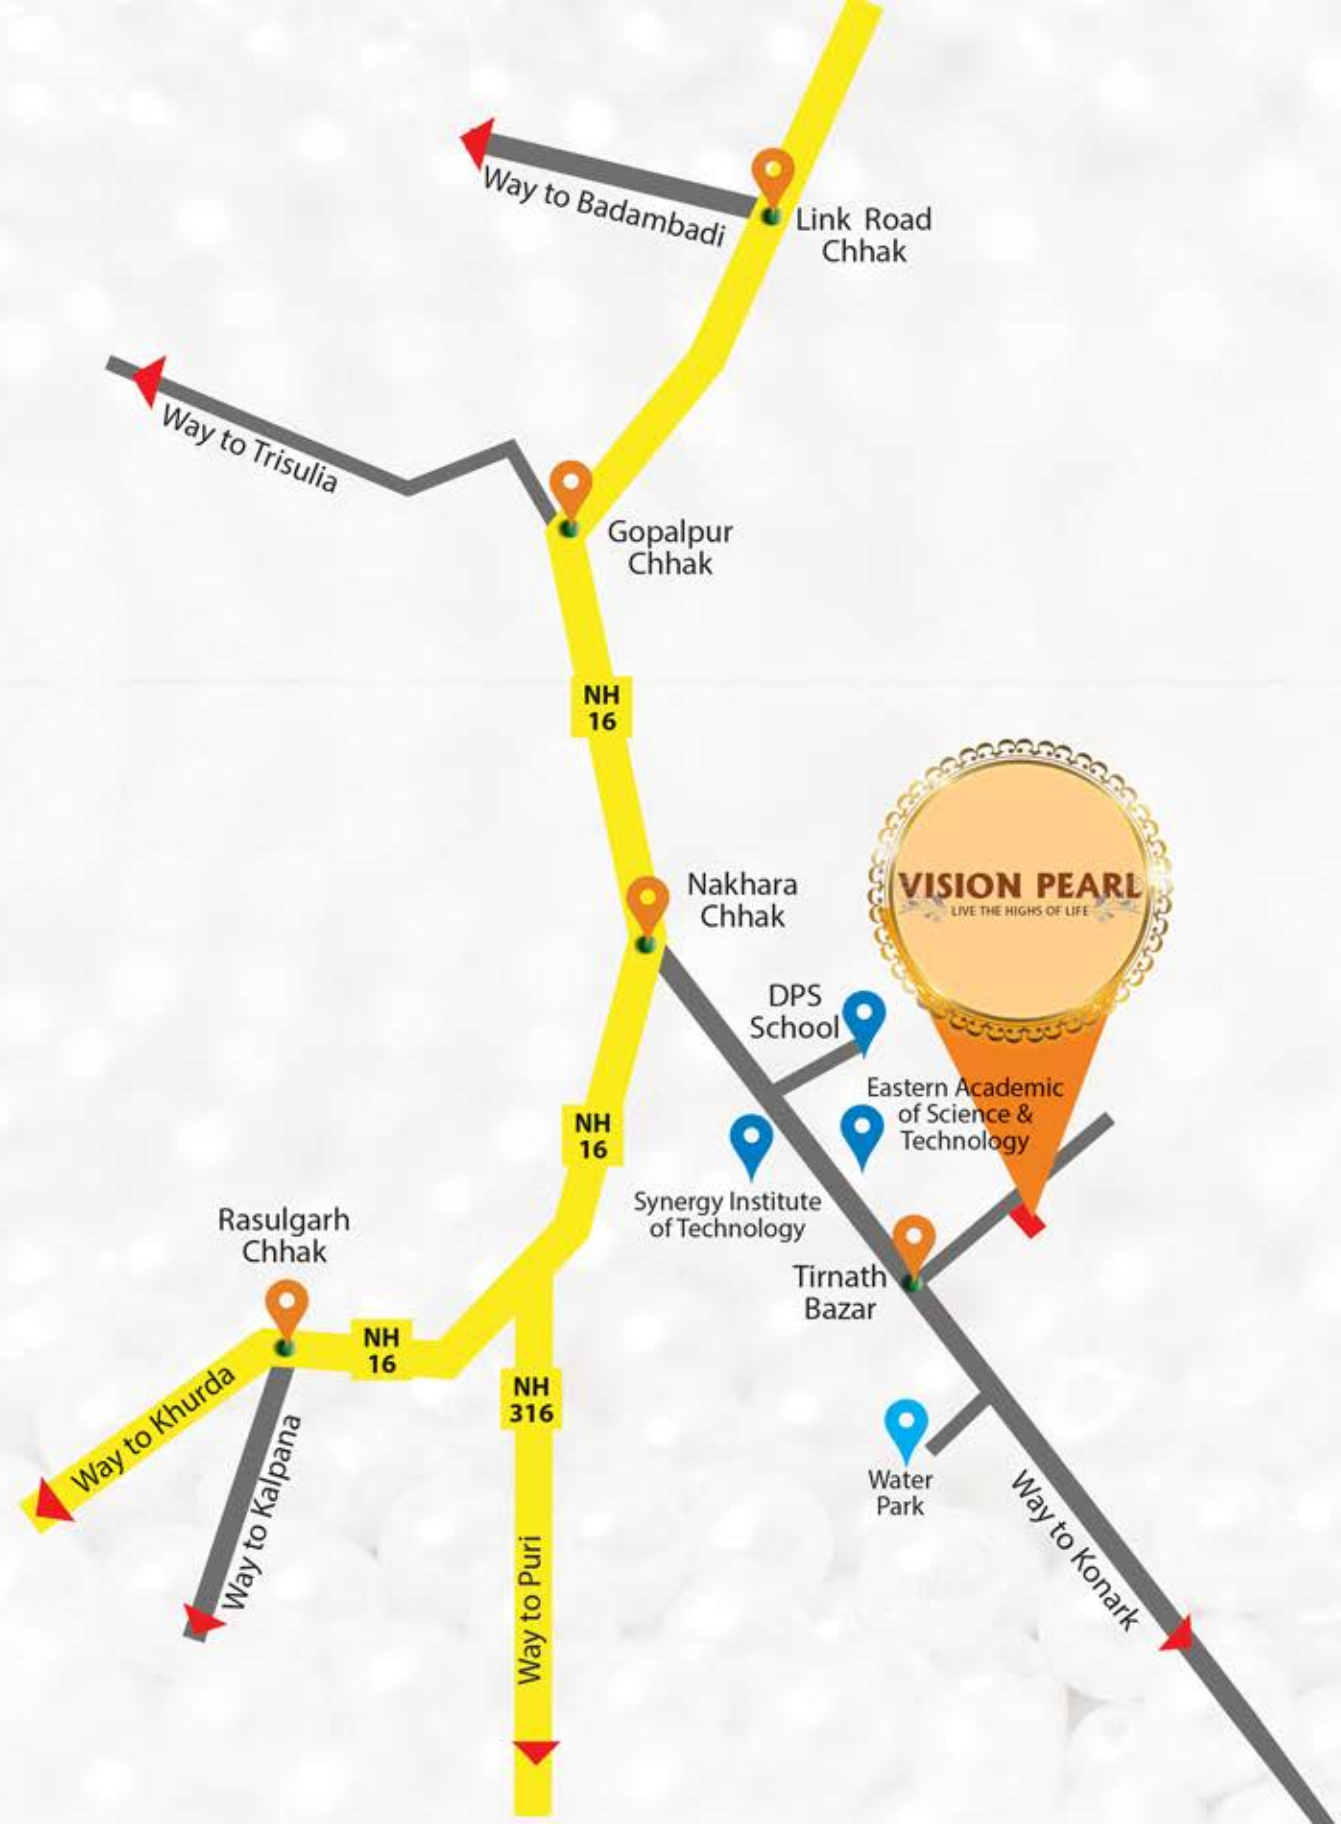 Way to Badambadi
Link Road
Chhak
Way to Trisulia
Gopalpur
Chhak
NH
16
VISION PEARL
LIVE THE HIGHS OF LIFE
Nakhara
Chhak
DPS
School
Eastern Academic
of Science &
Technology
NH
16
Synergy Institute
of Technology
Rasulgarh
Chhak
Tirnath
Bazar
NH
16
Way to Khurda
NH
316
Way to Kalpana
Water
Park
Way to Konark
Way to Puri